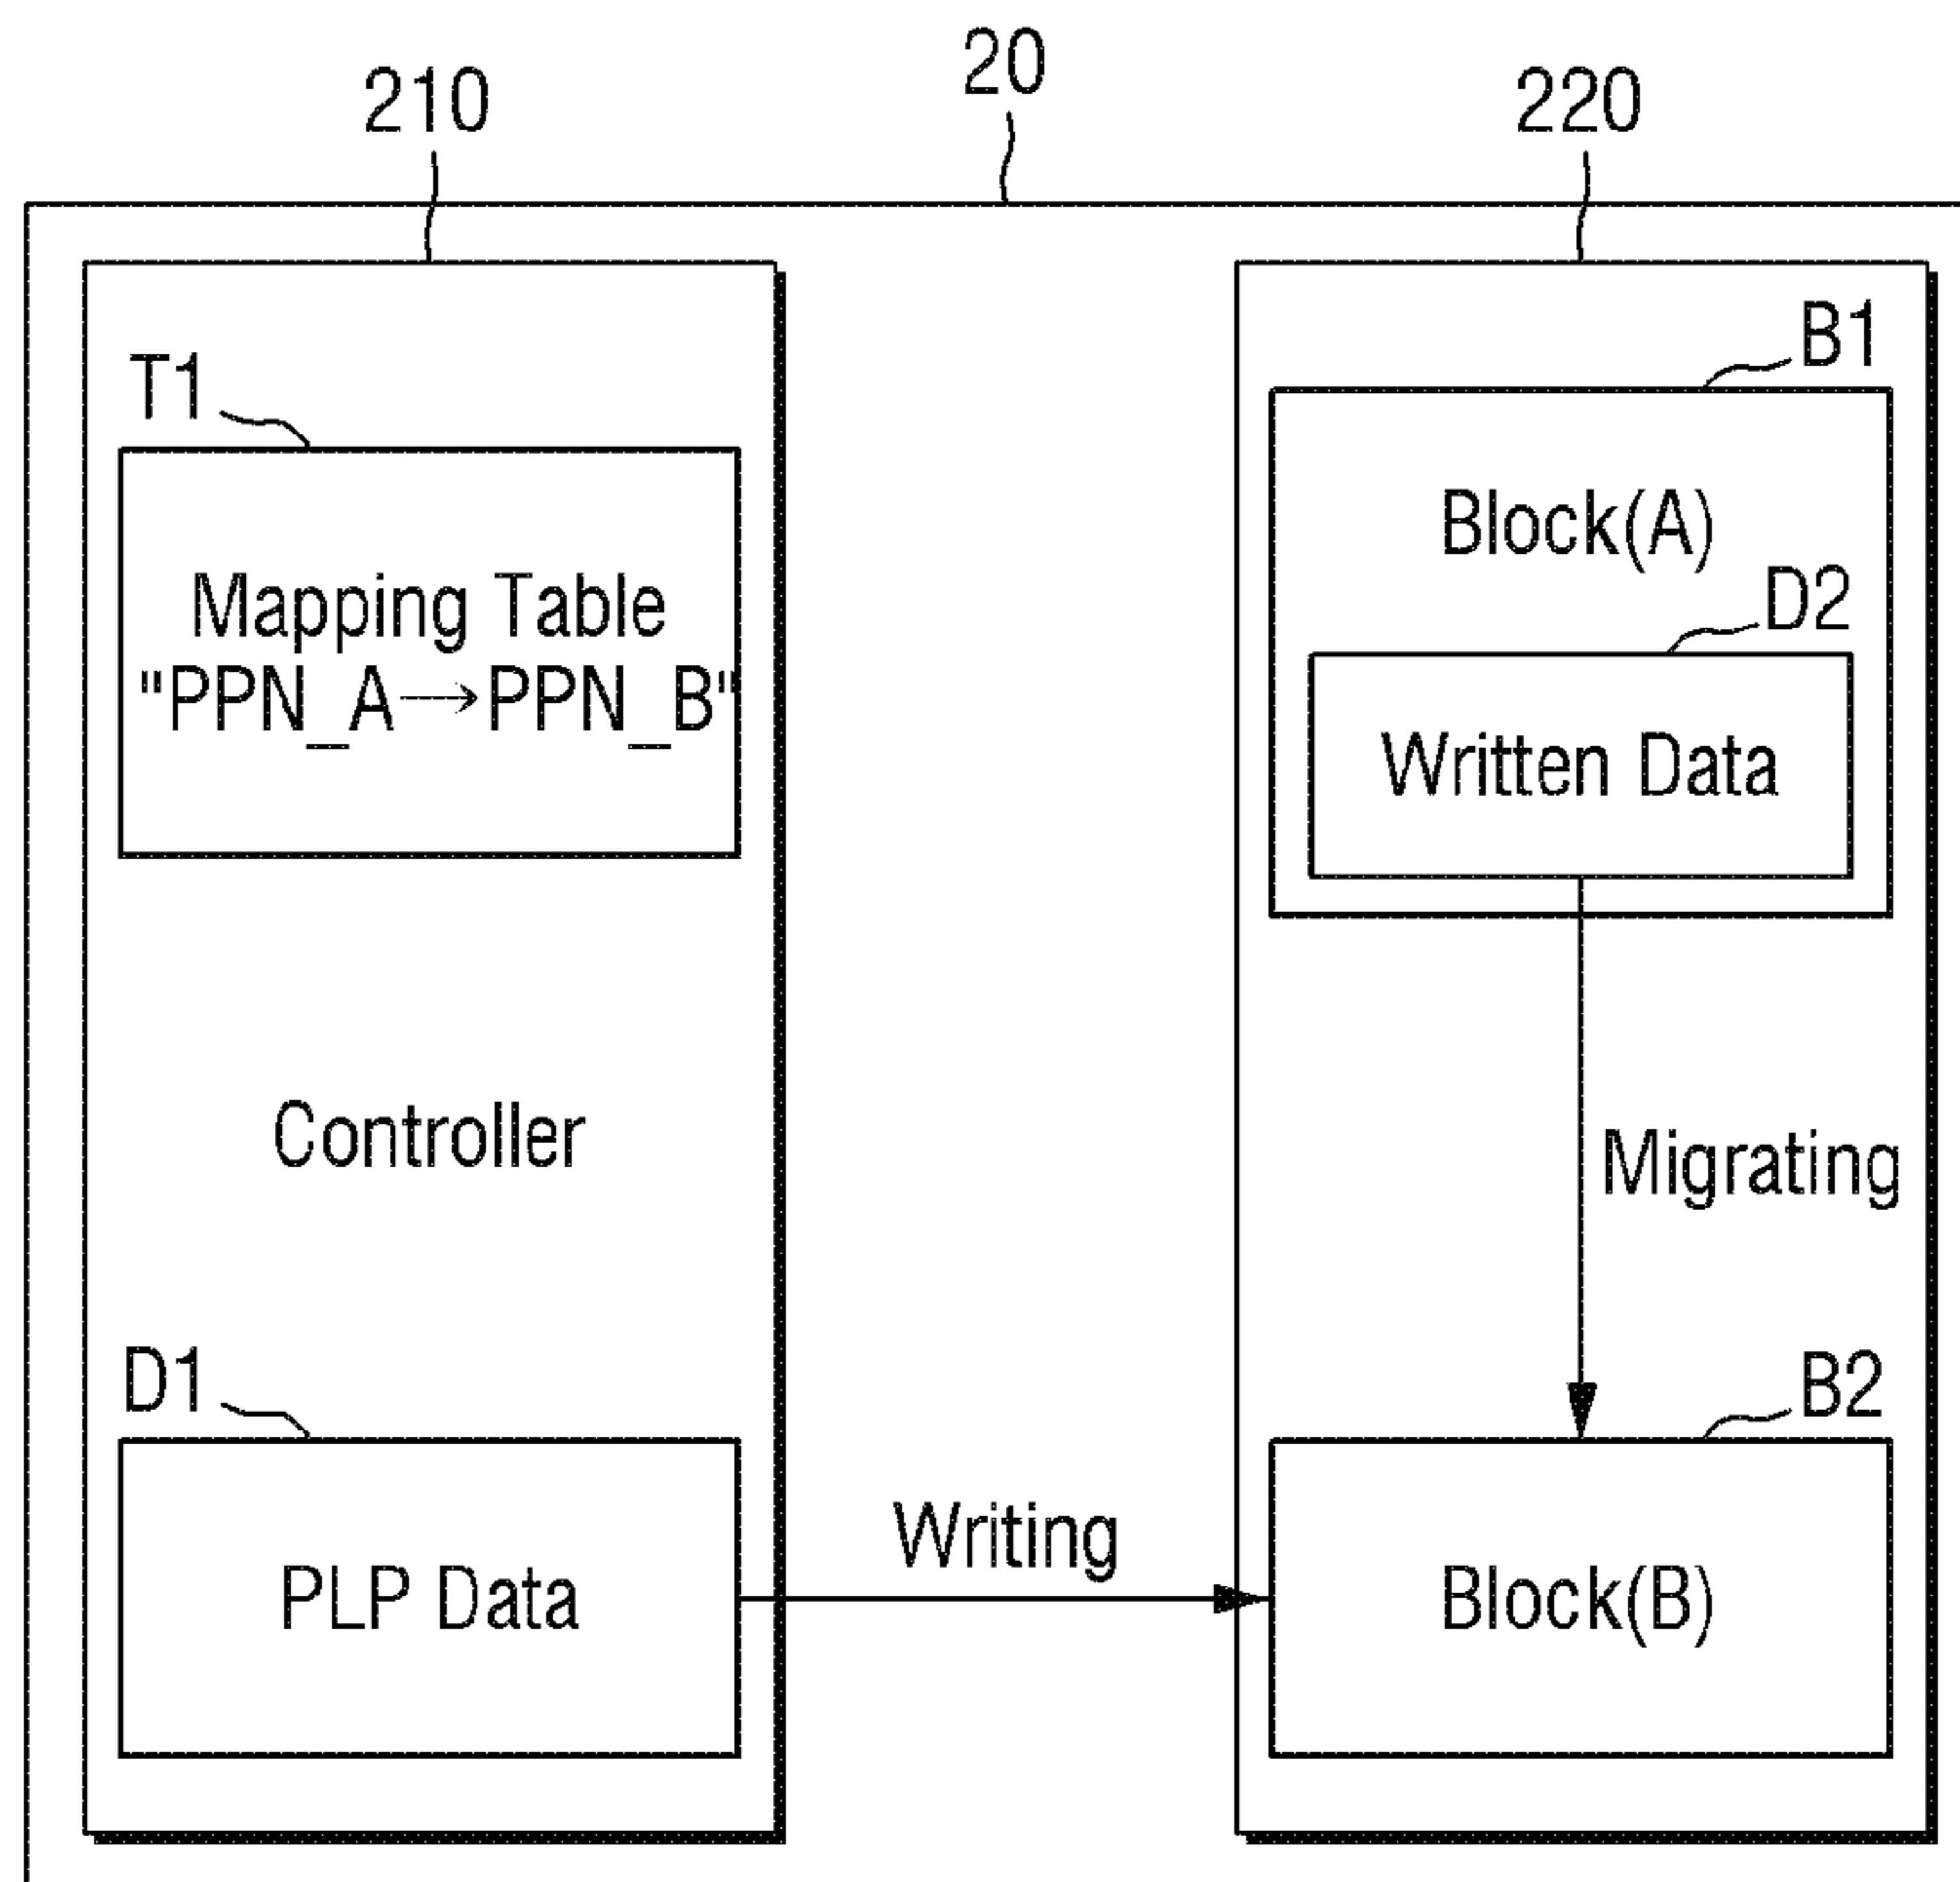 20
210
220
B1
T1
Block(A)
D2
Mapping Table
"PPN_A→PPN_B"
Written Data
Controller
Migrating
D1
B2
Writing
PLP Data
Block(B)